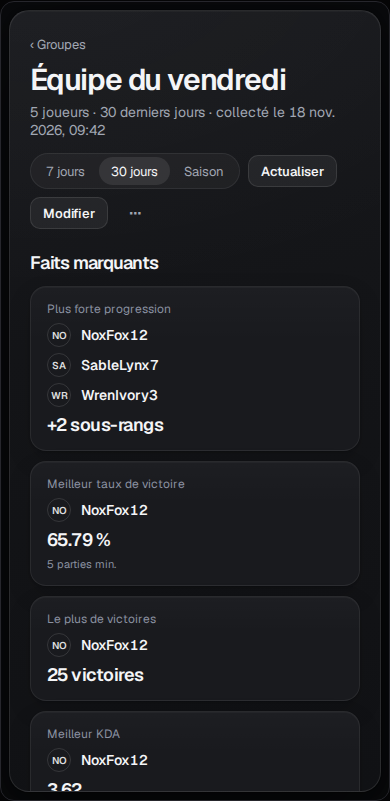 ‹ Groupes
Équipe du vendredi
5 joueurs · 30 derniers jours · collecté le 18 nov.
2026, 09:42
7 jours 30 jours Saison Actualiser
Modifier ···
Faits marquants
Plus forte progression
NO NoxFox12
SA SableLynx7
WR WrenIvory3
+2 sous-rangs
Meilleur taux de victoire
NO NoxFox12
65.79 %
5 parties min.
Le plus de victoires
NO NoxFox12
25 victoires
Meilleur KDA
NO NoxFox12
3.62